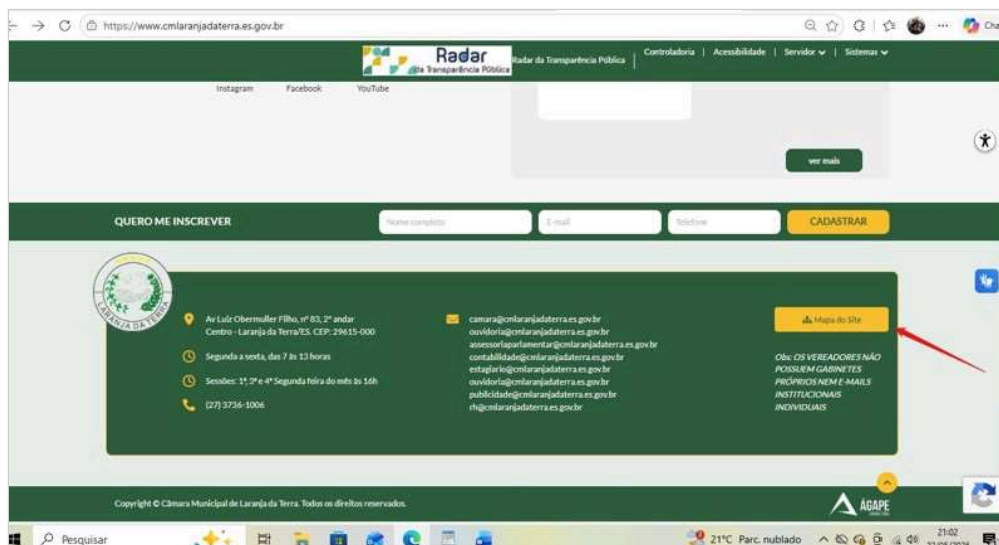 https://www.cmlaranjadaterra.es.gov.br
Cha
Radar
da Transparência Pública
Radar da Transparência Pública
Controladoria | Acessibilidade | Servidor | Sistemas
Instagram Facebook YouTube
ver mais
QUERO ME INSCREVER
Nome completo
E-mail
Telefone
CADASTRAR
LARANJA DA TERRA
Av Luiz Obermuller Filho, nº 83, 2º andar
Centro - Laranja da Terra/ES. CEP: 29615-000
Segunda a sexta, das 7 às 13 horas
Sessões: 1ª, 3ª e 4ª Segunda feira do mês às 16h
(27) 3736-1006
camara@cmlaranjadaterra.es.gov.br
ouvidoria@cmlaranjadaterra.es.gov.br
assessoriaparlamentar@cmlaranjadaterra.es.gov.br
contabilidade@cmlaranjadaterra.es.gov.br
estagiario@cmlaranjadaterra.es.gov.br
ouvidoria@cmlaranjadaterra.es.gov.br
publicidade@cmlaranjadaterra.es.gov.br
rh@cmlaranjadaterra.es.gov.br
Mapa do Site
Obs: OS VEREADORES NÃO
POSSUEM GABINETES
PRÓPRIOS NEM E-MAILS
INSTITUCIONAIS
INDIVIDUAIS
Copyright © Câmara Municipal de Laranja da Terra. Todos os direitos reservados.
ÁGAPE
Pesquisar
21°C Parc. nublado
21:02